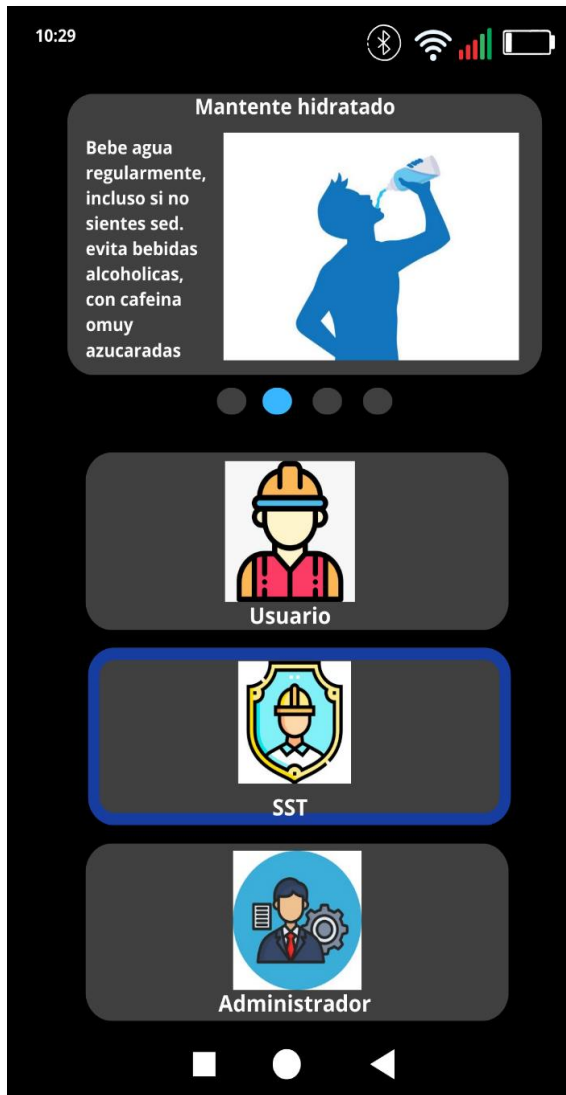 10:29
Mantente hidratado
Bebe agua
regularmente,
incluso si no
sientes sed.
evita bebidas
alcoholicas,
con cafeina
omuy
azucaradas
Usuario
SST
Administrador